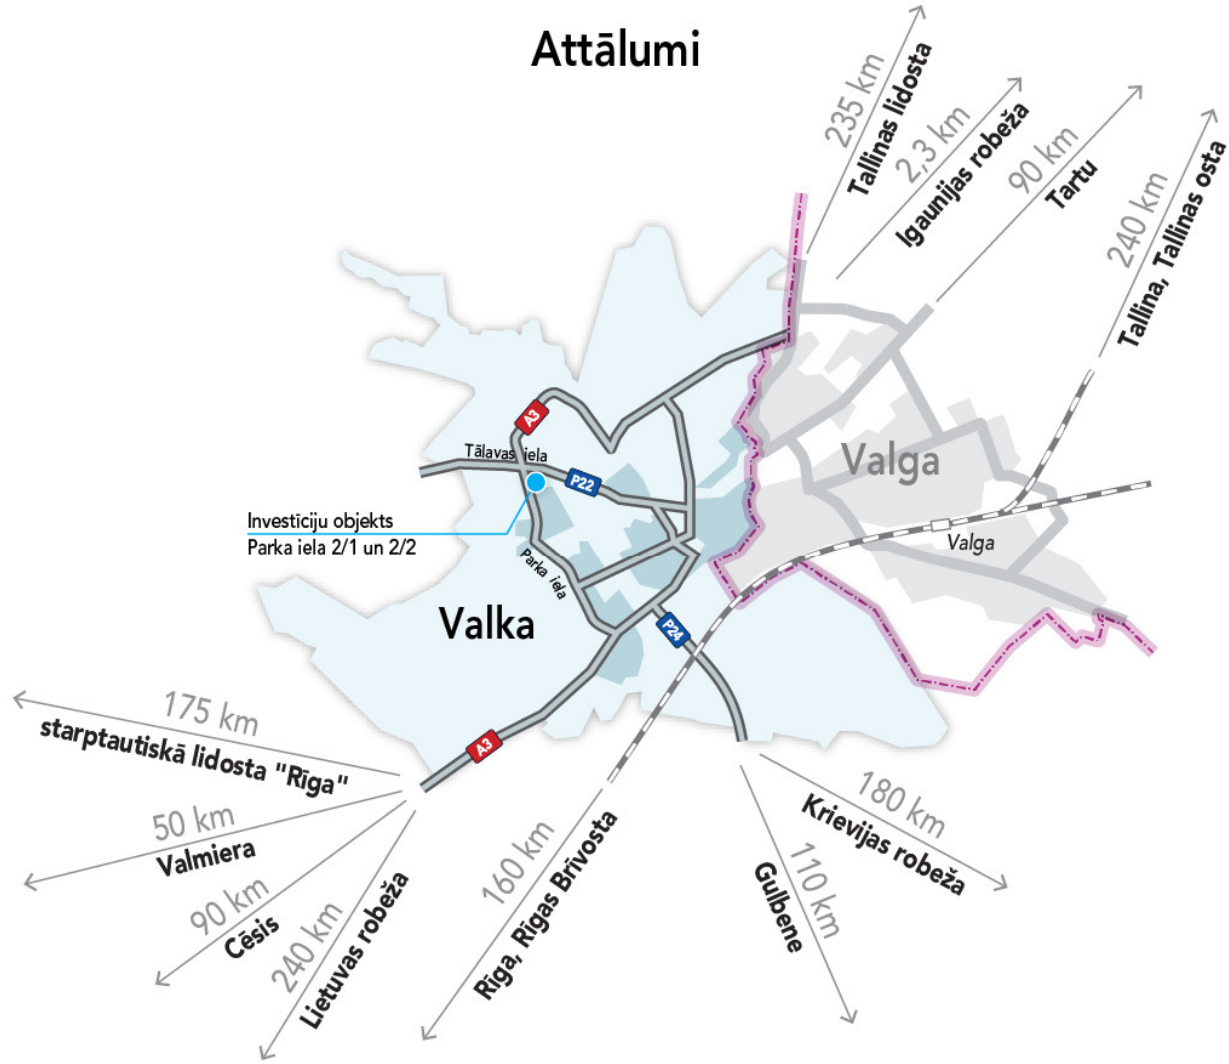 Attālumi
235 km
Tallinas lidosta
2,3 km
Igaunijas robeža
90 km
Tartu
240 km
Tallina, Tallinas osta
A3
Tālavas iela
P22
Valga
Investīciju objekts
Parka iela 2/1 un 2/2
Valga
Parka iela
Valka
P24
A3
175 km
starptautiskā lidosta "Rīga"
50 km
Valmiera
90 km
Cēsis
240 km
Lietuvas robeža
160 km
Rīga, Rīgas Brīvosta
110 km
Gulbene
180 km
Krievijas robeža